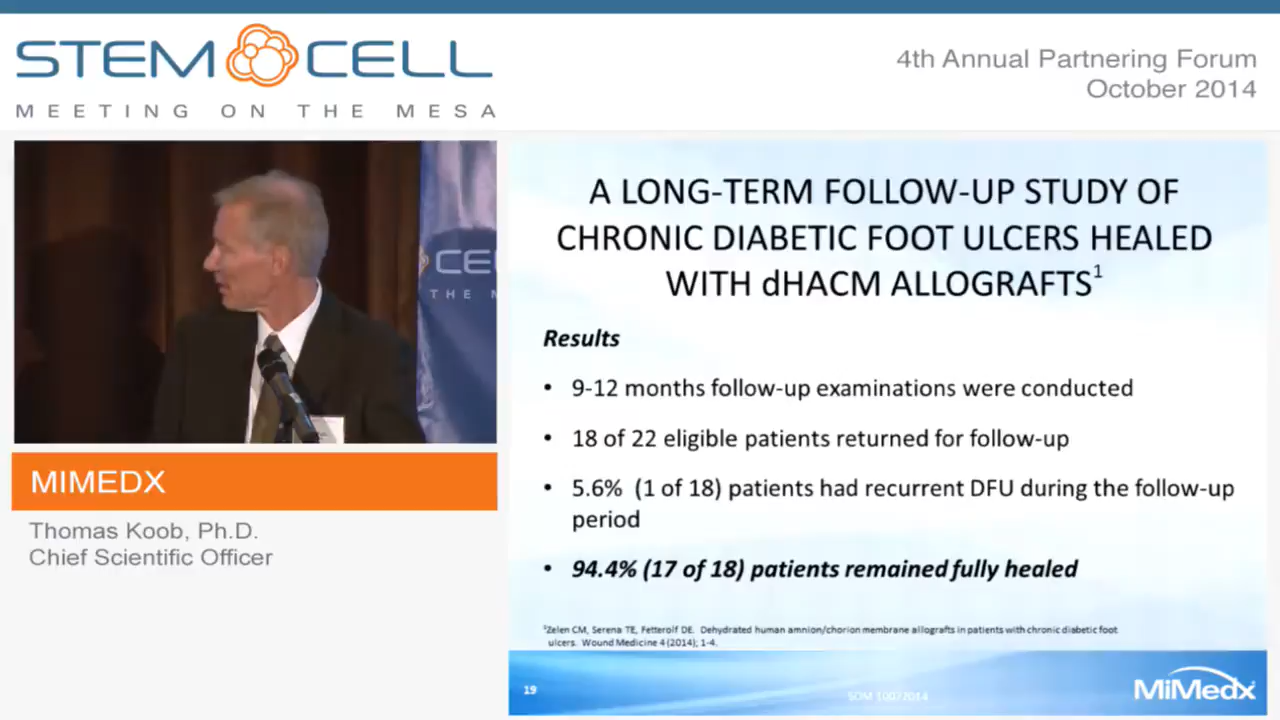 STEM CELL
MEETING ON THE MESA
4th Annual Partnering Forum
October 2014
CE
THE M
MIMEDX
Thomas Koob, Ph.D.
Chief Scientific Officer
A LONG-TERM FOLLOW-UP STUDY OF
CHRONIC DIABETIC FOOT ULCERS HEALED
WITH dHACM ALLOGRAFTS¹
Results
• 9-12 months follow-up examinations were conducted
• 18 of 22 eligible patients returned for follow-up
• 5.6% (1 of 18) patients had recurrent DFU during the follow-up
period
• 94.4% (17 of 18) patients remained fully healed
¹Zelen CM, Serena TE, Fetterolf DE. Dehydrated human amnion/chorion membrane allografts in patients with chronic diabetic foot
ulcers. Wound Medicine 4 (2014); 1-4.
19
SOM 10072014
MiMedx